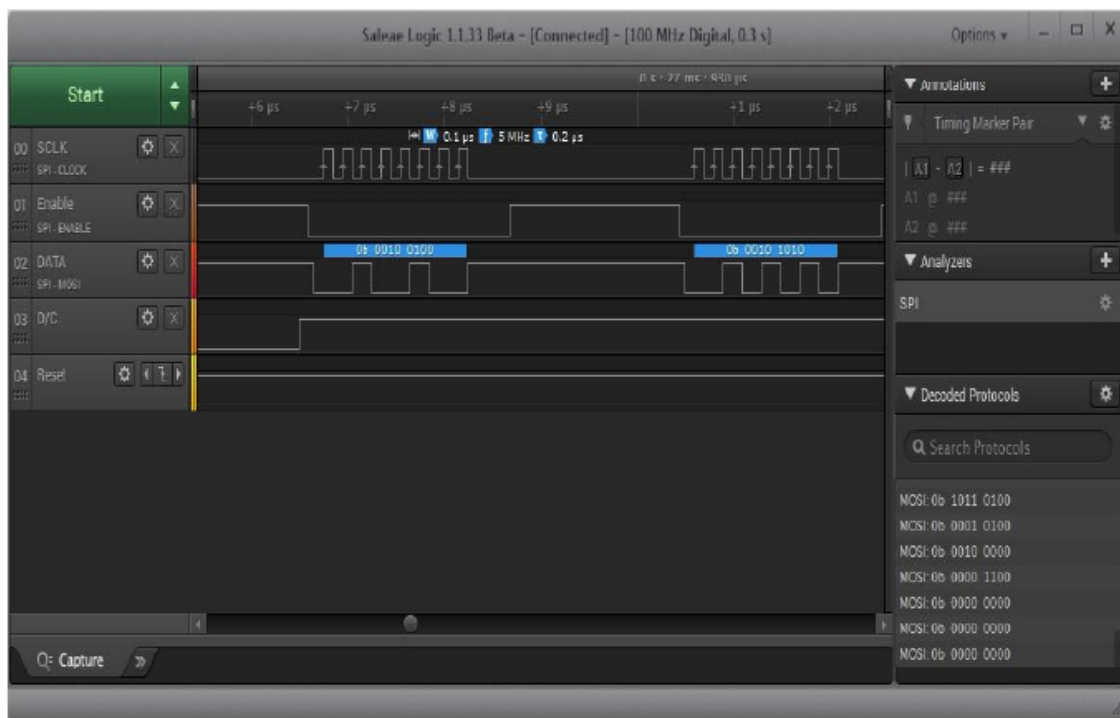 Saleae Logic 1.1.33 Beta - [Connected] - [100 MHz Digital, 0.3 s]
Options
Start
0 s : 27 ms : 930 µs
+6 µs +7 µs +8 µs +9 µs +1 µs +2 µs
00 SCLK
SPI - CLOCK
W 0.1 µs f 5 MHz T 0.2 µs
01 Enable
SPI - ENABLE
02 DATA
SPI - MOSI
0b 0010 0100
0b 0010 1010
03 D/C
04 Reset
Annotations
Timing Marker Pair
| A1 - A2 | = ###
A1 @ ###
A2 @ ###
Analyzers
SPI
Decoded Protocols
Search Protocols
MOSI: 0b 1011 0100
MOSI: 0b 0001 0100
MOSI: 0b 0010 0000
MOSI: 0b 0000 1100
MOSI: 0b 0000 0000
MOSI: 0b 0000 0000
MOSI: 0b 0000 0000
Capture